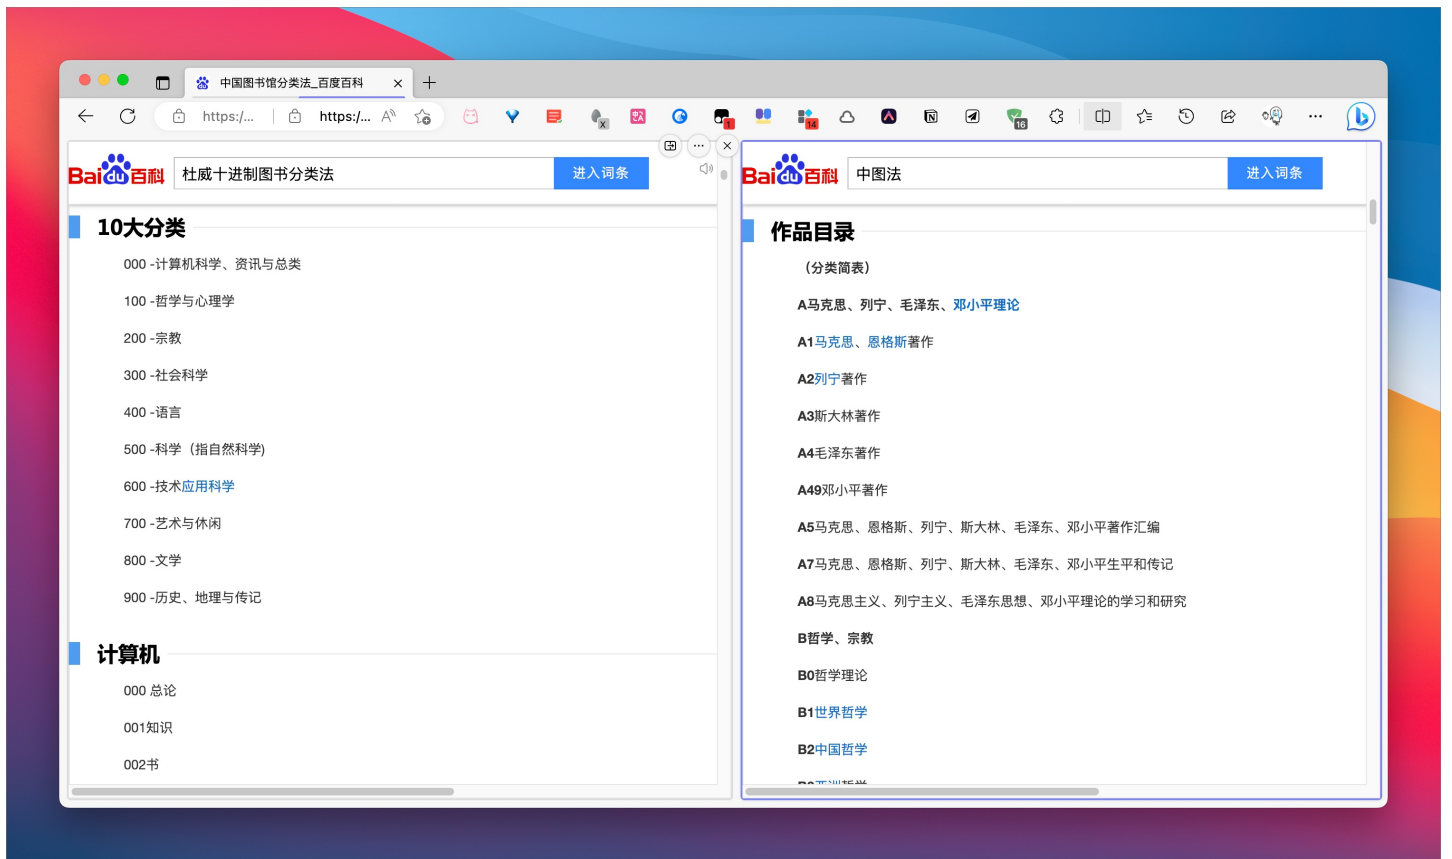 中国图书馆分类法_百度百科
https:/...
https:/...
Bai du 百科
杜威十进制图书分类法
进入词条
10大分类
000 -计算机科学、资讯与总类
100 -哲学与心理学
200 -宗教
300 -社会科学
400 -语言
500 -科学（指自然科学)
600 -技术应用科学
700 -艺术与休闲
800 -文学
900 -历史、地理与传记
计算机
000 总论
001知识
002书
Bai du 百科
中图法
进入词条
作品目录
（分类简表）
A马克思、列宁、毛泽东、邓小平理论
A1马克思、恩格斯著作
A2列宁著作
A3斯大林著作
A4毛泽东著作
A49邓小平著作
A5马克思、恩格斯、列宁、斯大林、毛泽东、邓小平著作汇编
A7马克思、恩格斯、列宁、斯大林、毛泽东、邓小平生平和传记
A8马克思主义、列宁主义、毛泽东思想、邓小平理论的学习和研究
B哲学、宗教
B0哲学理论
B1世界哲学
B2中国哲学